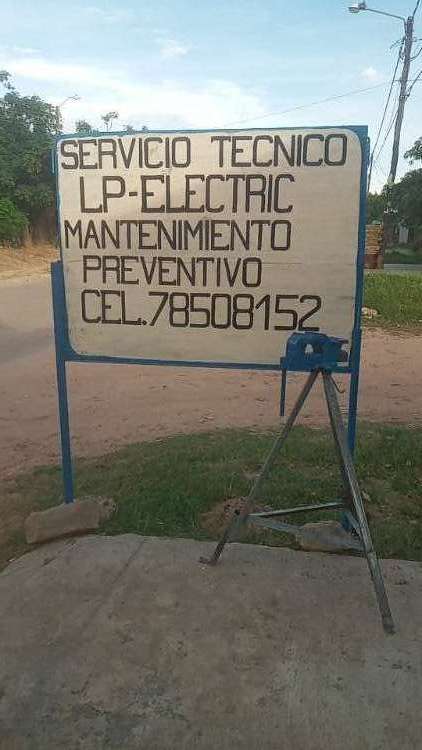 SERVICIO TECNICO
LP-ELECTRIC
MANTENIMIENTO
PREVENTIVO
CEL.78508152